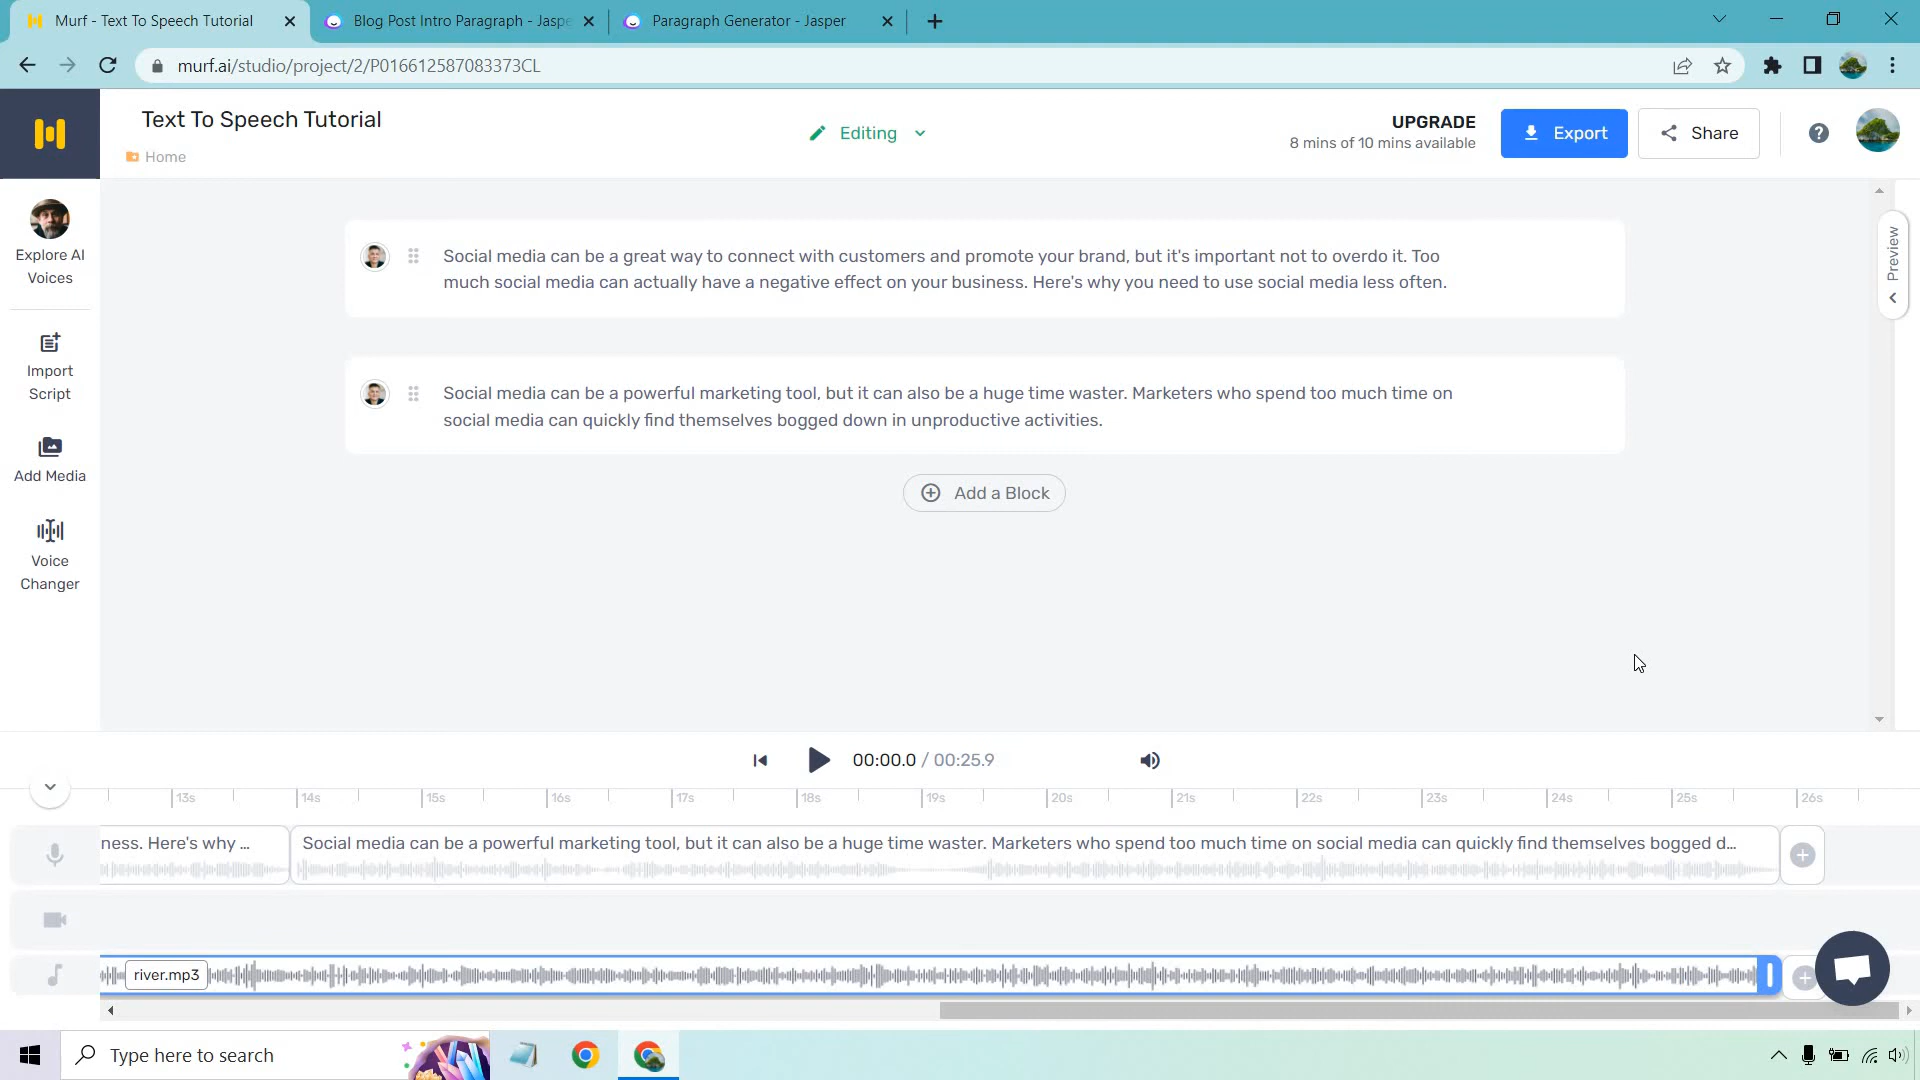 Murf - Text To Speech Tutorial
Blog Post Intro Paragraph - Jaspe
Paragraph Generator - Jasper
murf.ai/studio/project/2/P016612587083373CL
Text To Speech Tutorial
Home
Editing
UPGRADE
8 mins of 10 mins available
Export
Share
Explore AI
Voices
Import
Script
Add Media
Voice
Changer
Social media can be a great way to connect with customers and promote your brand, but it's important not to overdo it. Too
much social media can actually have a negative effect on your business. Here's why you need to use social media less often.
Social media can be a powerful marketing tool, but it can also be a huge time waster. Marketers who spend too much time on
social media can quickly find themselves bogged down in unproductive activities.
Add a Block
Preview
00:00.0 / 00:25.9
13s 14s 15s 16s 17s 18s 19s 20s 21s 22s 23s 24s 25s 26s
ness. Here's why ...
Social media can be a powerful marketing tool, but it can also be a huge time waster. Marketers who spend too much time on social media can quickly find themselves bogged d...
river.mp3
Type here to search